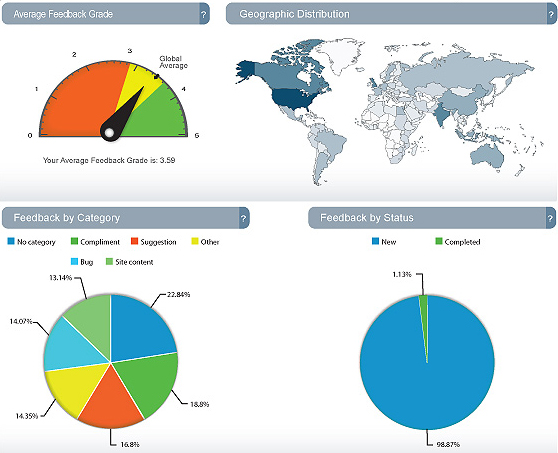 Average Feedback Grade ?
Geographic Distribution ?
2
3
Global
Average
1
4
0
5
Your Average Feedback Grade is: 3.59
Feedback by Category ?
Feedback by Status ?
No category Compliment Suggestion Other
Bug Site content
New Completed
13.14%
1.13%
22.84%
14.07%
18.8%
14.35%
16.8%
98.87%